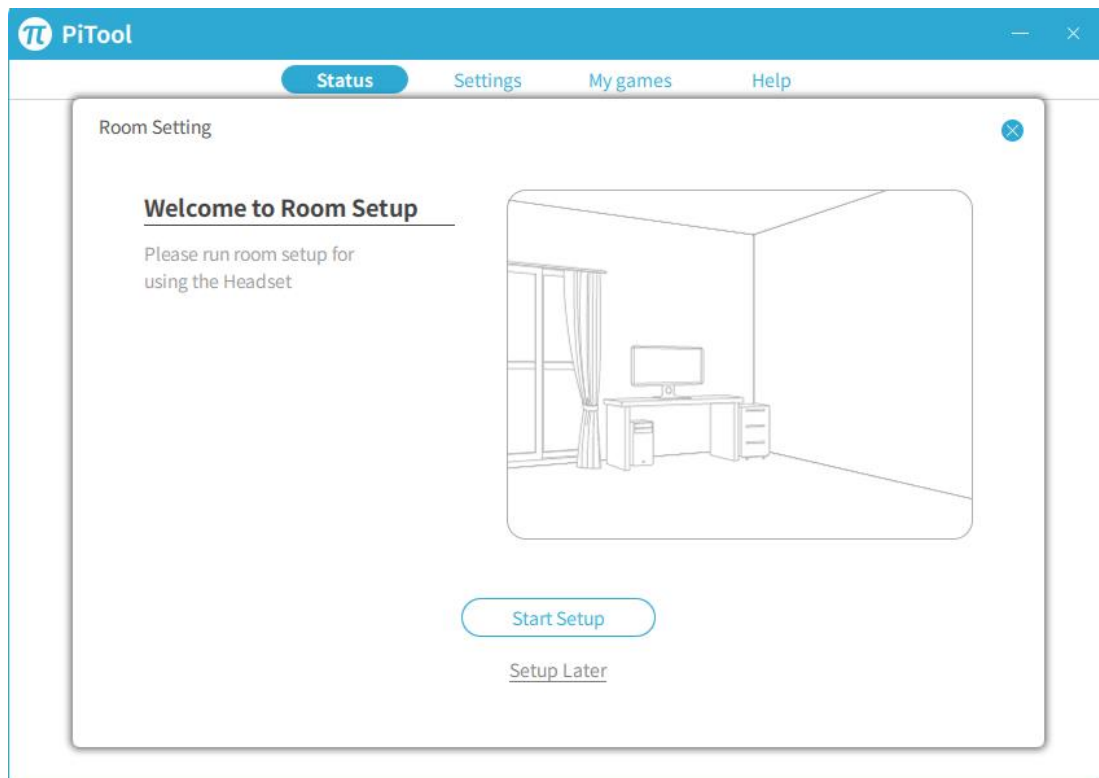 π PiTool
Status Settings My games Help
Room Setting
Welcome to Room Setup
Please run room setup for
using the Headset
Start Setup
Setup Later